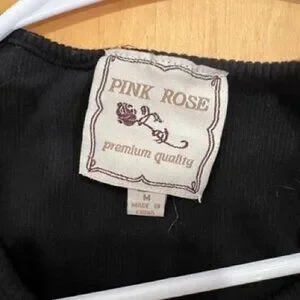 PINK ROSE
premium quality
M
MADE IN
CHINA